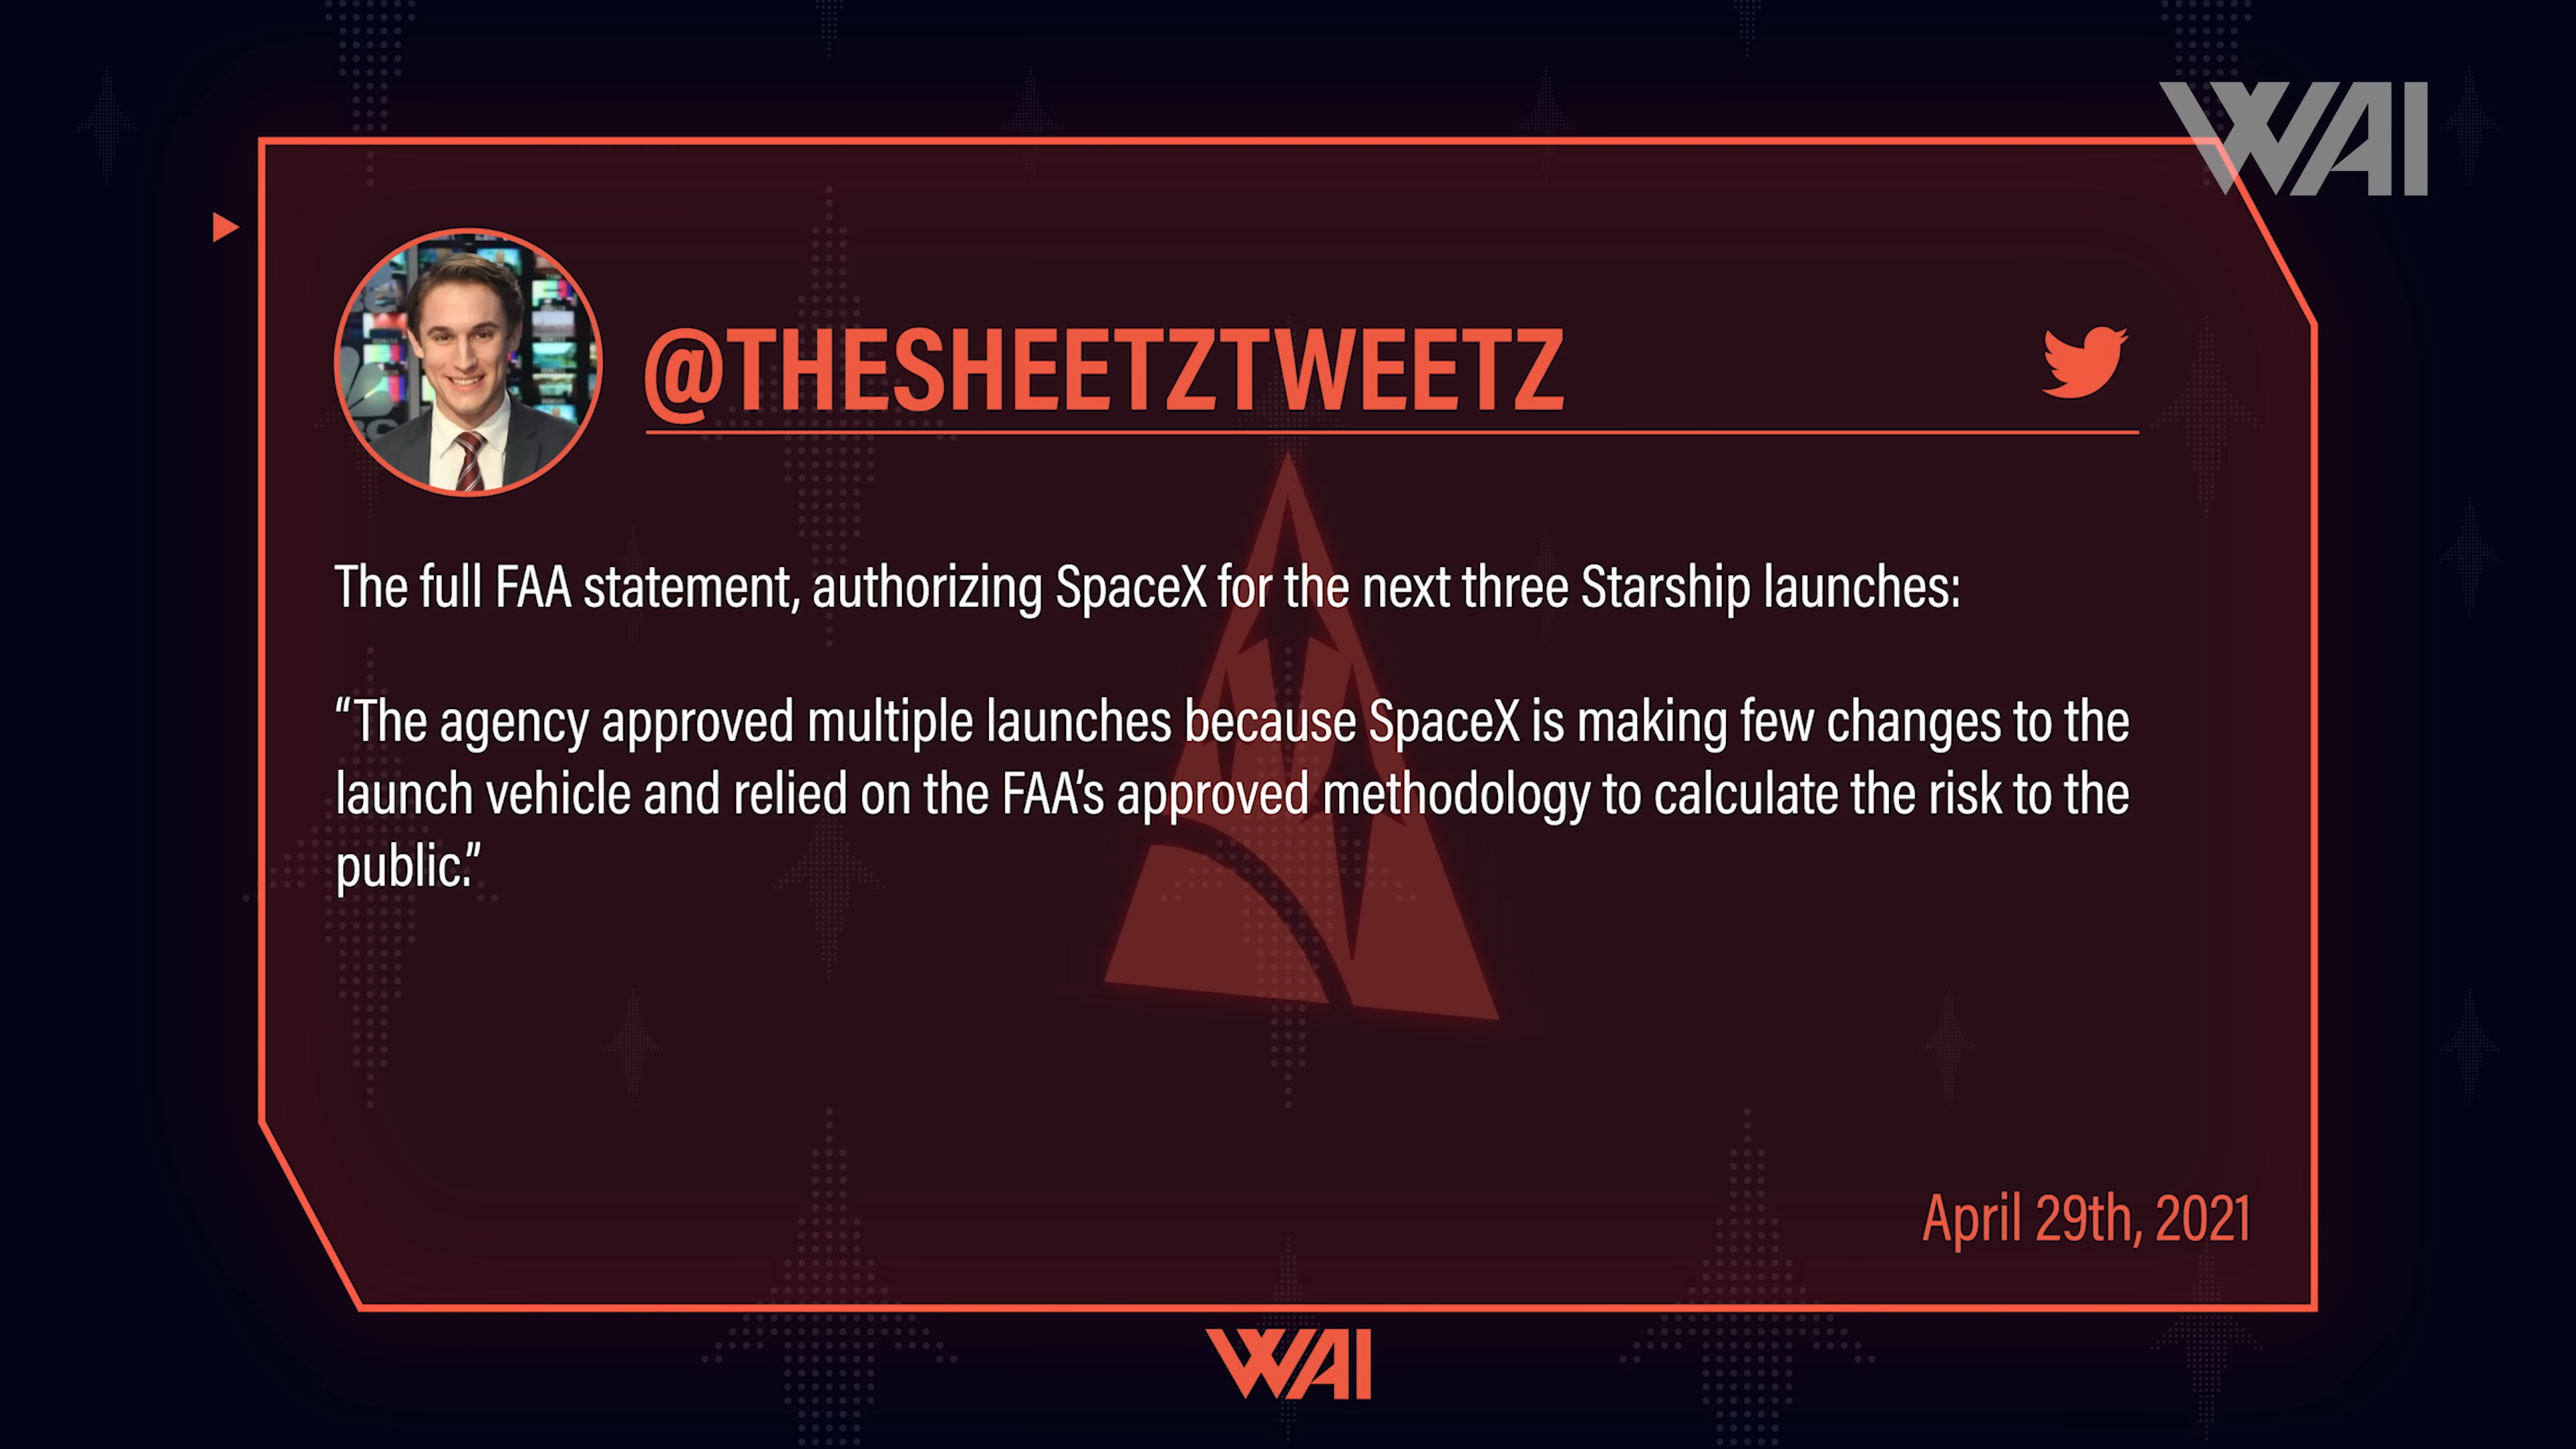 WAI
@THESHEETZTWEETZ
The full FAA statement, authorizing SpaceX for the next three Starship launches:
“The agency approved multiple launches because SpaceX is making few changes to the
launch vehicle and relied on the FAA’s approved methodology to calculate the risk to the
public.”
April 29th, 2021
WAI